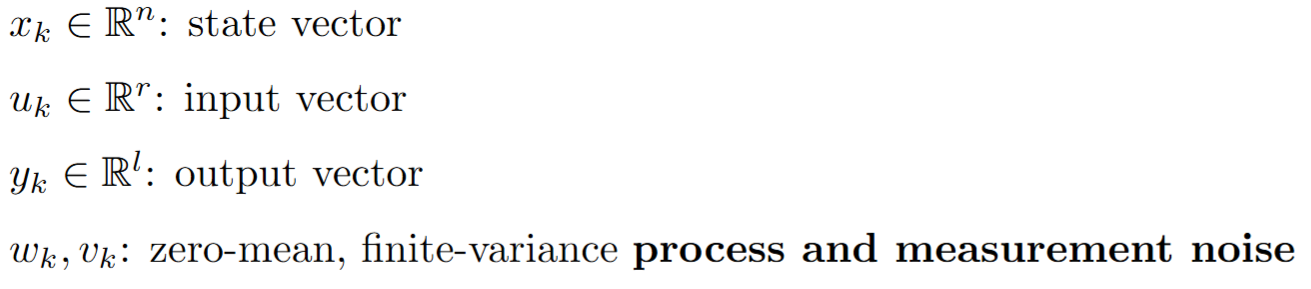 x_k ∈ ℝ^n: state vector
u_k ∈ ℝ^r: input vector
y_k ∈ ℝ^l: output vector
w_k, v_k: zero-mean, finite-variance process and measurement noise